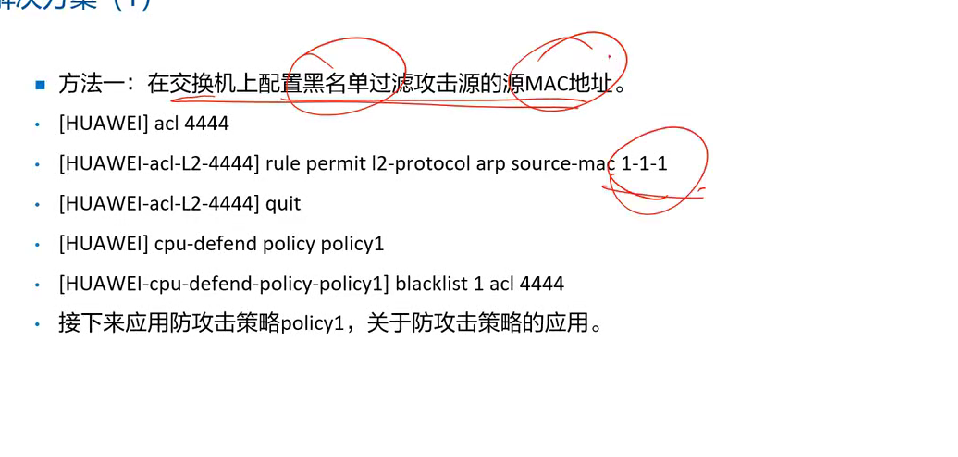 解决方案（1）
方法一：在交换机上配置黑名单过滤攻击源的源MAC地址。
[HUAWEI] acl 4444
[HUAWEI-acl-L2-4444] rule permit l2-protocol arp source-mac 1-1-1
[HUAWEI-acl-L2-4444] quit
[HUAWEI] cpu-defend policy policy1
[HUAWEI-cpu-defend-policy-policy1] blacklist 1 acl 4444
接下来应用防攻击策略policy1，关于防攻击策略的应用。